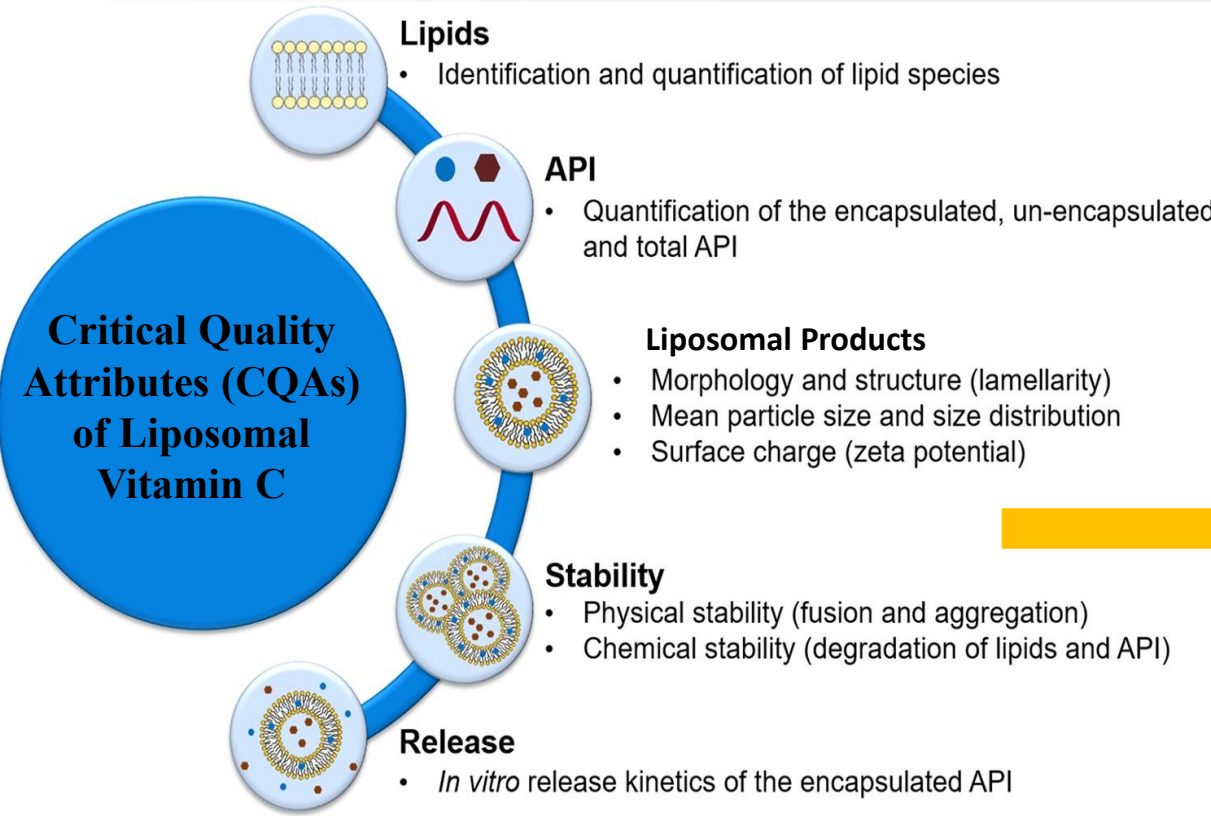 Lipids
• Identification and quantification of lipid species
API
• Quantification of the encapsulated, un-encapsulated
and total API
Critical Quality
Attributes (CQAs)
of Liposomal
Vitamin C
Liposomal Products
• Morphology and structure (lamellarity)
• Mean particle size and size distribution
• Surface charge (zeta potential)
Stability
• Physical stability (fusion and aggregation)
• Chemical stability (degradation of lipids and API)
Release
• In vitro release kinetics of the encapsulated API